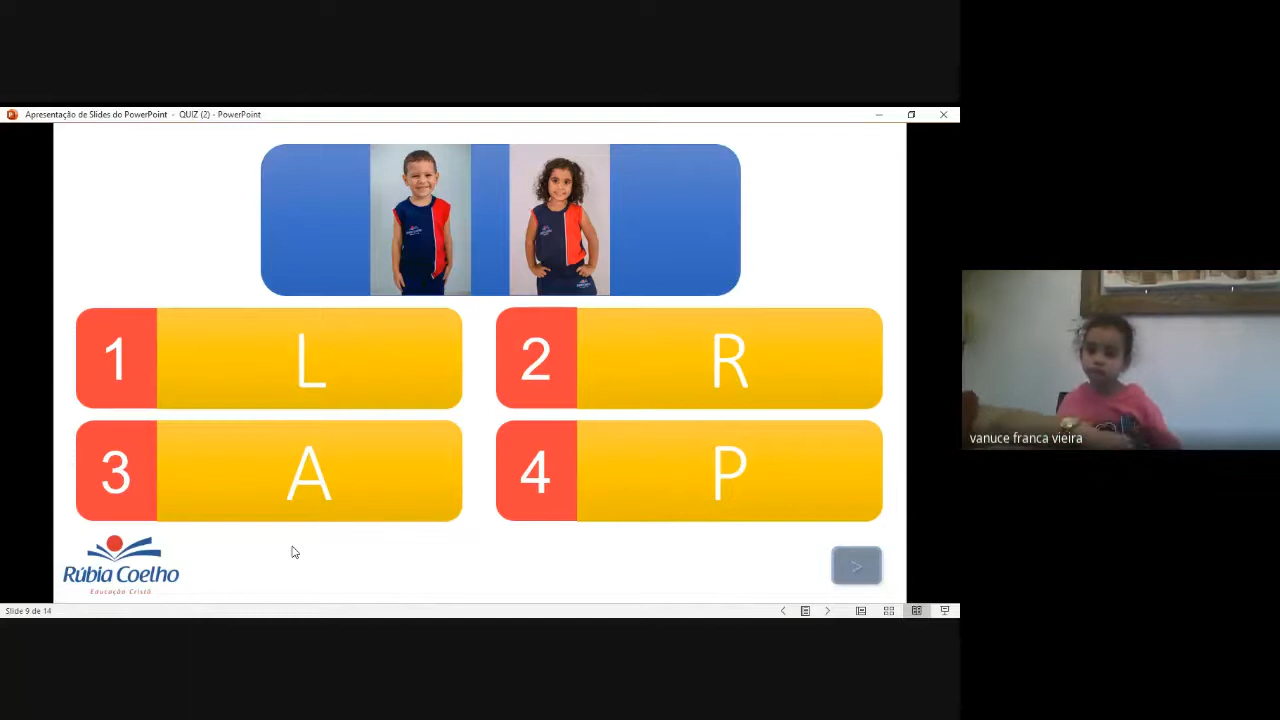 Apresentação de Slides do PowerPoint - QUIZ (2) - PowerPoint
1 L
2 R
3 A
4 P
vanuce franca vieira
Rúbia Coelho
Educação Cristã
>
Slide 9 de 14